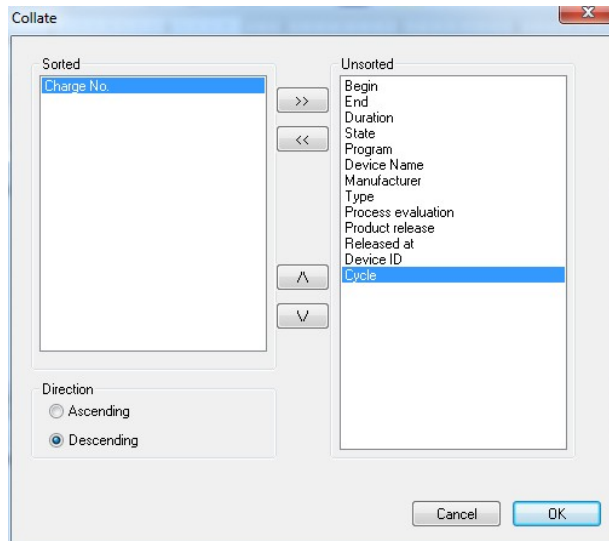 Collate
Sorted
Charge No.
>>
<<
/\
\/
Unsorted
Begin
End
Duration
State
Program
Device Name
Manufacturer
Type
Process evaluation
Product release
Released at
Device ID
Cycle
Direction
Ascending
Descending
Cancel
OK